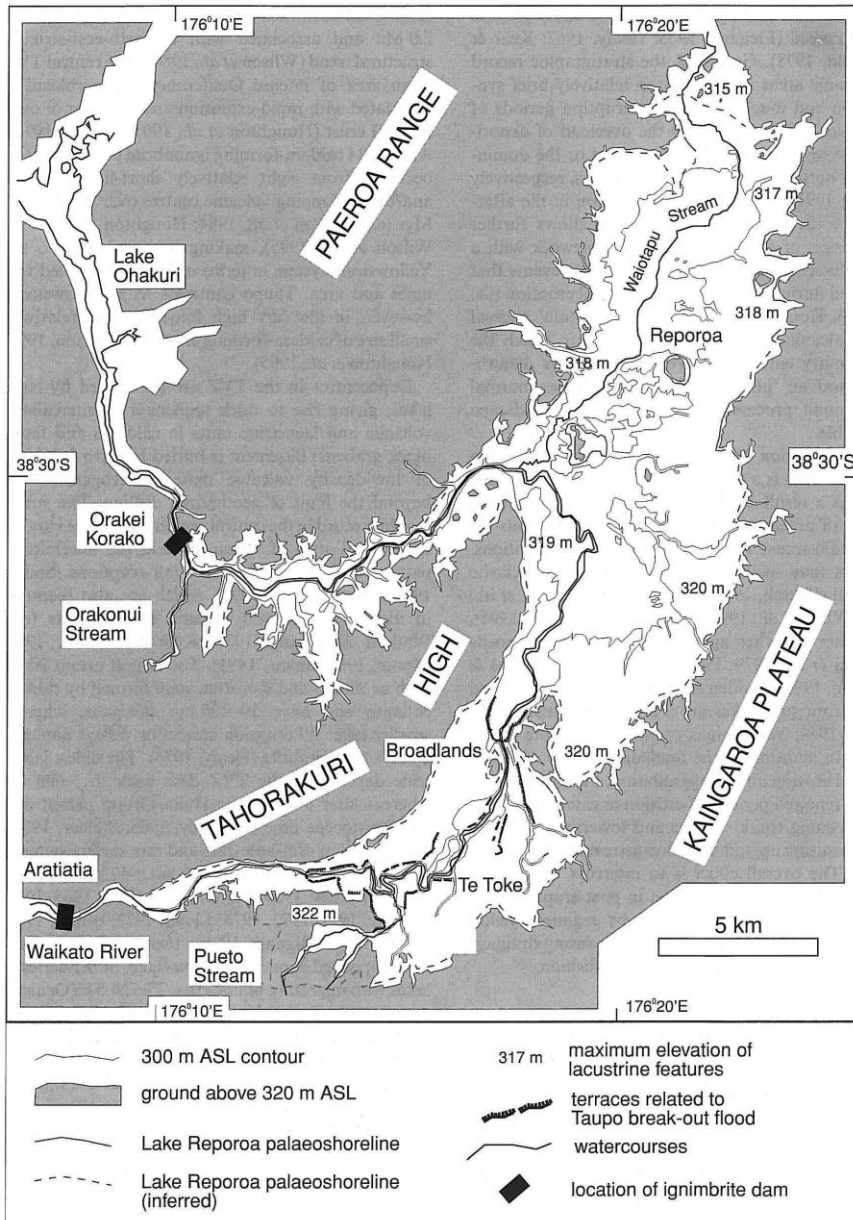 176°10'E
176°20'E
315 m
PAEROA RANGE
317 m
Stream
Waiotapu
Lake
Ohakuri
318 m
Reporoa
318 m
38°30'S
38°30'S
Orakei
Korako
319 m
Orakonui
Stream
320 m
HIGH
KAINGAROA PLATEAU
320 m
Broadlands
TAHORAKURI
Aratiatia
Te Toke
322 m
5 km
Waikato River
Pueto
Stream
176°10'E
176°20'E
300 m ASL contour
ground above 320 m ASL
Lake Reporoa palaeoshoreline
Lake Reporoa palaeoshoreline
(inferred)
317 m
maximum elevation of
lacustrine features
terraces related to
Taupo break-out flood
watercourses
location of ignimbrite dam